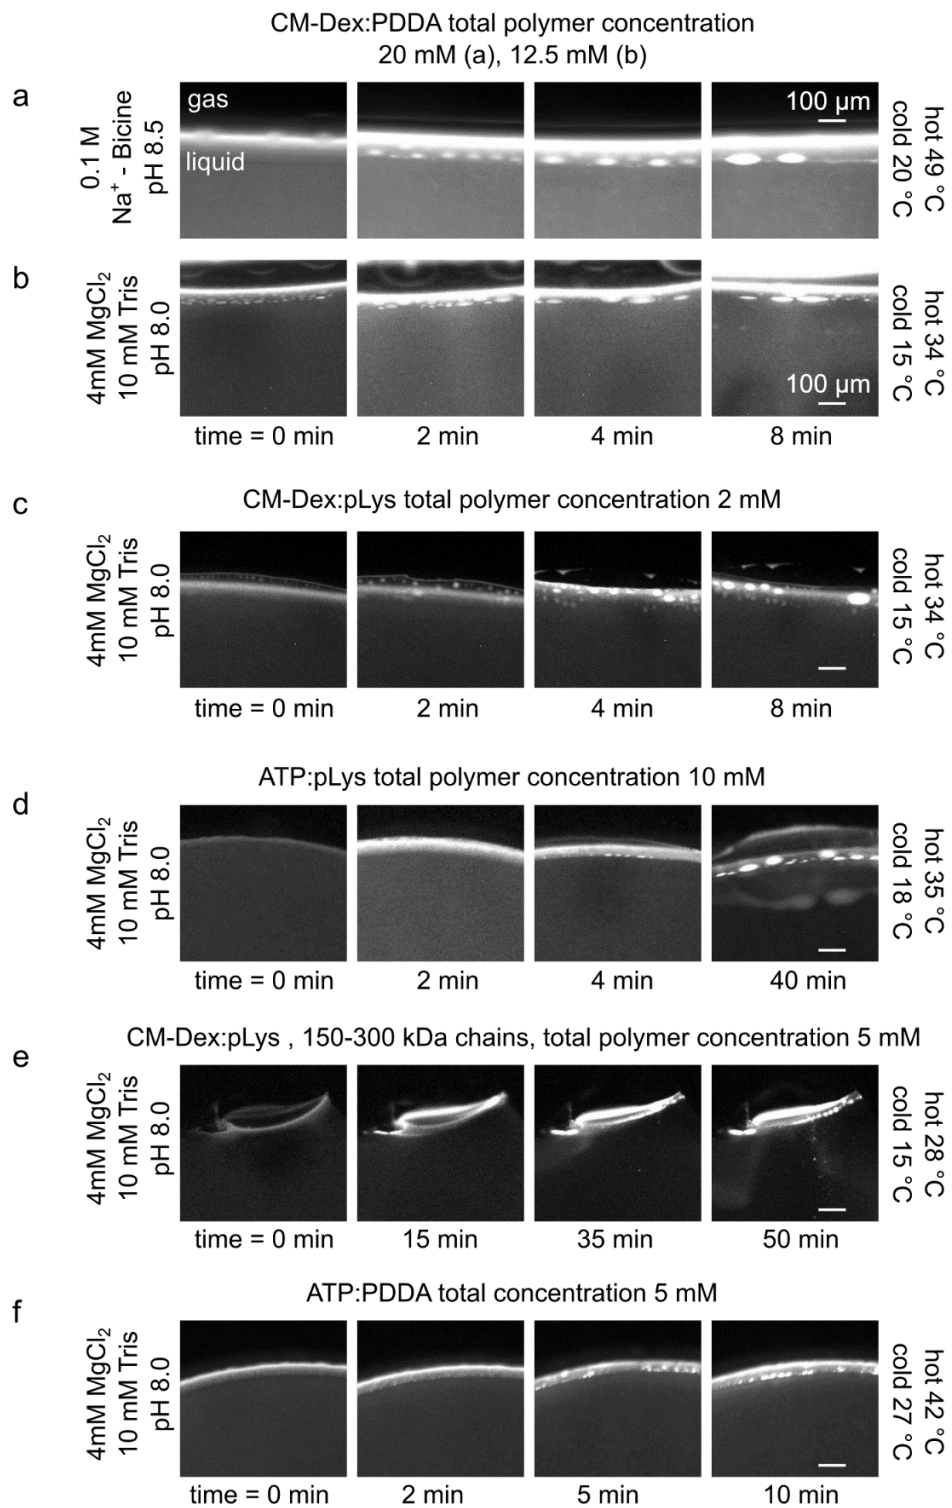 CM-Dex:PDDA total polymer concentration
20 mM (a), 12.5 mM (b)
a
0.1 M
Na⁺ - Bicine
pH 8.5
gas
liquid
100 µm
hot 49 °C
cold 20 °C
b
4mM MgCl₂
10 mM Tris
pH 8.0
100 µm
hot 34 °C
cold 15 °C
time = 0 min
2 min
4 min
8 min
c
CM-Dex:pLys total polymer concentration 2 mM
4mM MgCl₂
10 mM Tris
pH 8.0
hot 34 °C
cold 15 °C
time = 0 min
2 min
4 min
8 min
d
ATP:pLys total polymer concentration 10 mM
4mM MgCl₂
10 mM Tris
pH 8.0
hot 35 °C
cold 18 °C
time = 0 min
2 min
4 min
40 min
CM-Dex:pLys , 150-300 kDa chains, total polymer concentration 5 mM
e
4mM MgCl₂
10 mM Tris
pH 8.0
hot 28 °C
cold 15 °C
time = 0 min
15 min
35 min
50 min
ATP:PDDA total concentration 5 mM
f
4mM MgCl₂
10 mM Tris
pH 8.0
hot 42 °C
cold 27 °C
time = 0 min
2 min
5 min
10 min